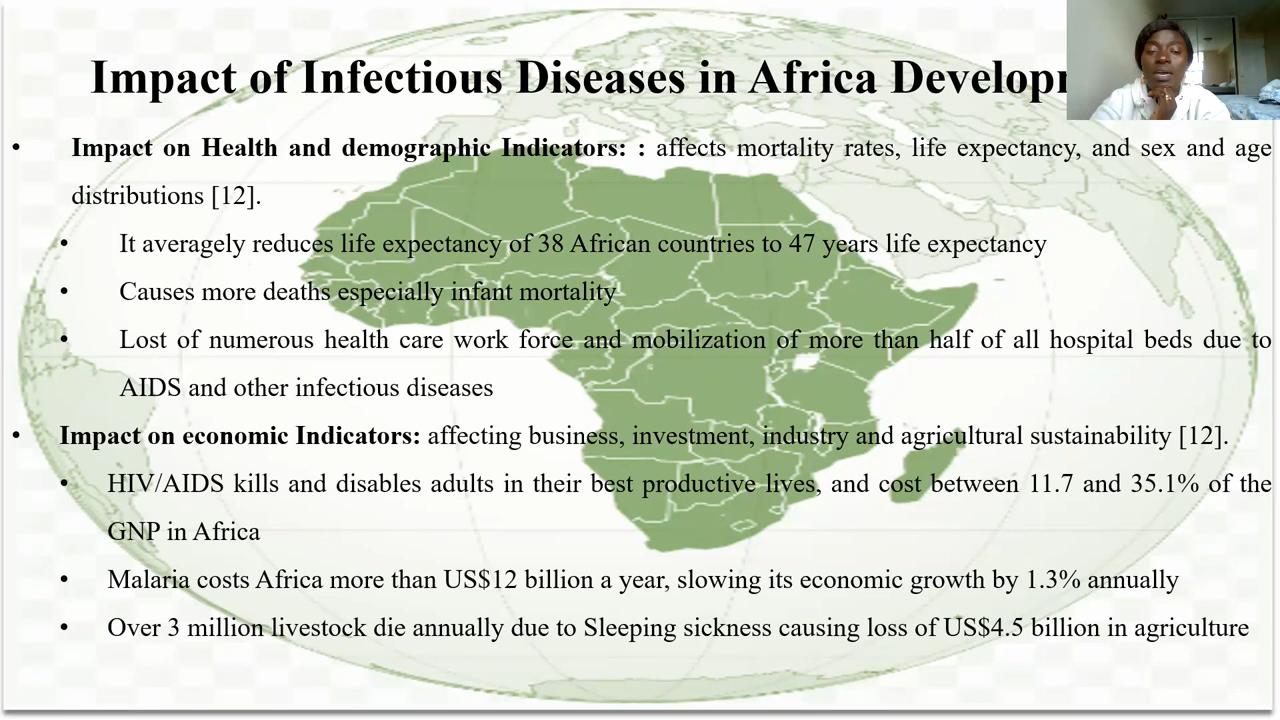 Impact of Infectious Diseases in Africa
• Impact on Health and demographic Indicators: : affects mortality rates, life expectancy, and sex and age
distributions [12].
• It averagely reduces life expectancy of 38 African countries to 47 years life expectancy
• Causes more deaths especially infant mortality
• Lost of numerous health care work force and mobilization of more than half of all hospital beds due to
AIDS and other infectious diseases
• Impact on economic Indicators: affecting business, investment, industry and agricultural sustainability [12].
• HIV/AIDS kills and disables adults in their best productive lives, and cost between 11.7 and 35.1% of the
GNP in Africa
• Malaria costs Africa more than US$12 billion a year, slowing its economic growth by 1.3% annually
• Over 3 million livestock die annually due to Sleeping sickness causing loss of US$4.5 billion in agriculture